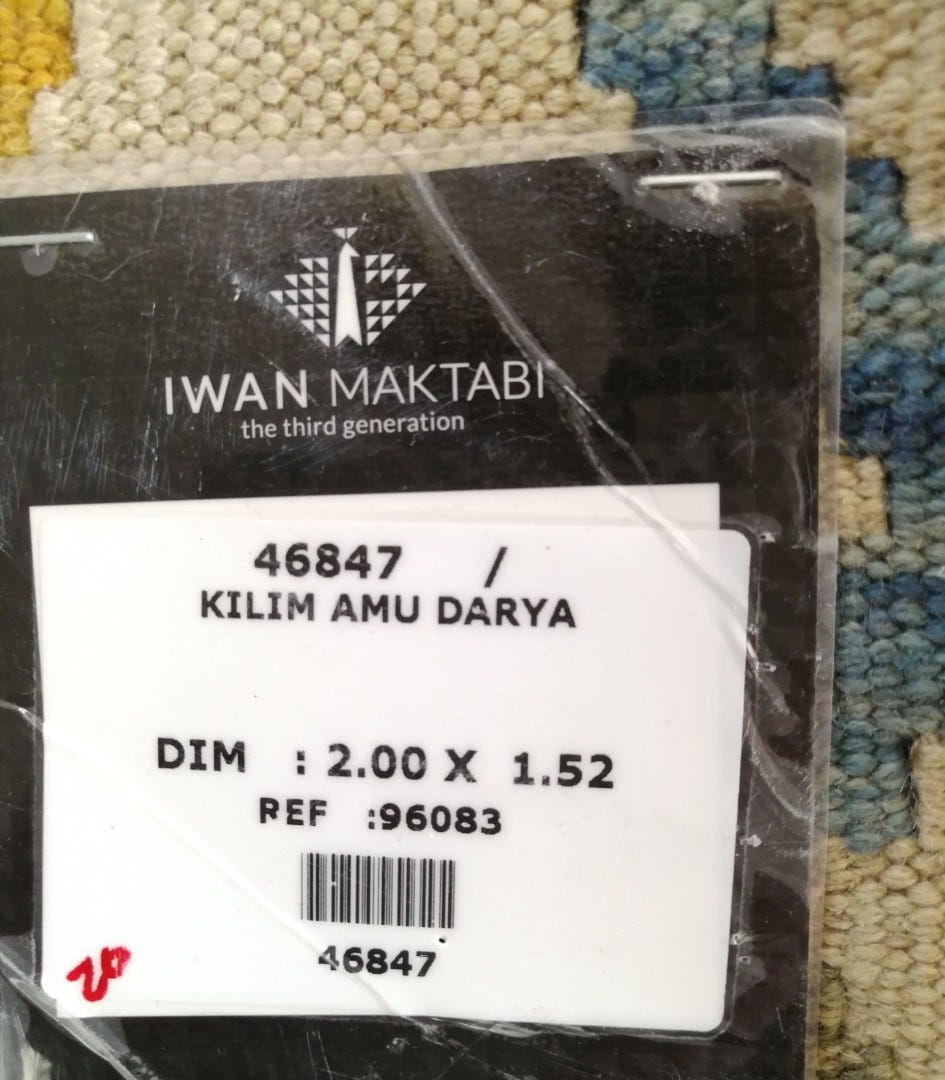 IWAN MAKTABI
the third generation
46847 /
KILIM AMU DARYA
DIM : 2.00 X 1.52
REF :96083
46847